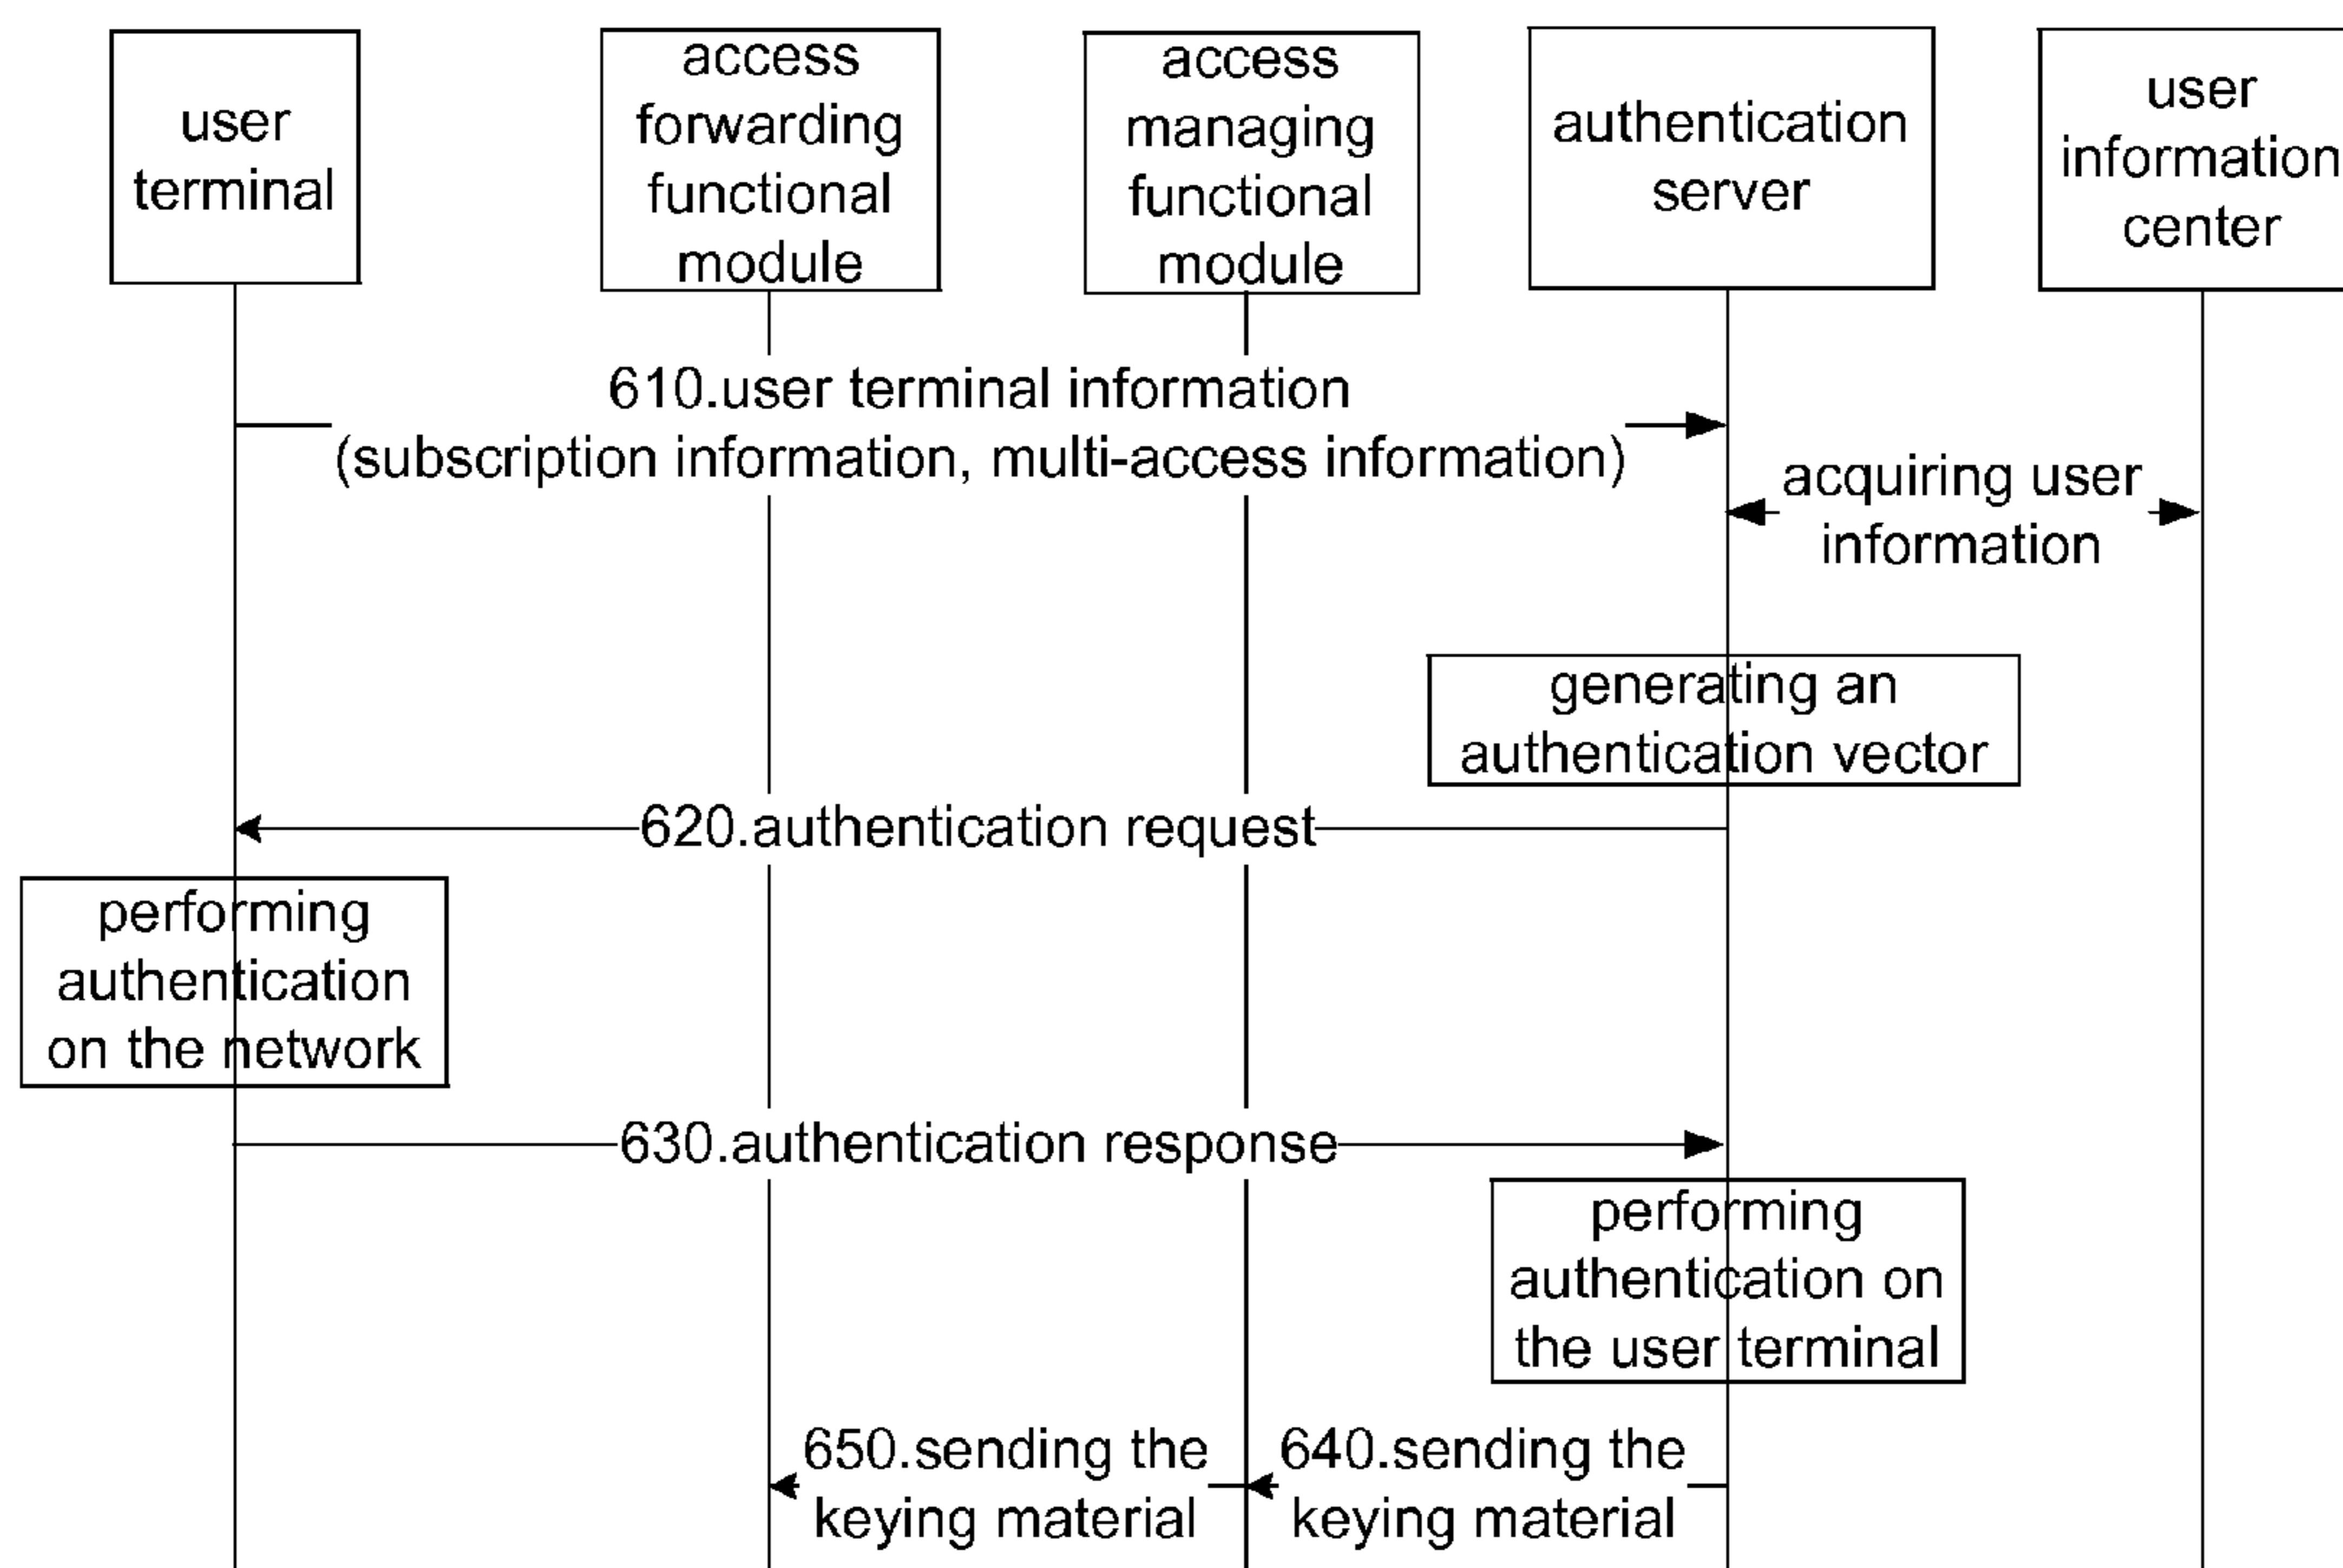 user
terminal
access
forwarding
functional
module
access
managing
functional
module
authentication
server
user
information
center
610.user terminal information
(subscription information, multi-access information)
acquiring user
information
generating an
authentication vector
620.authentication request
performing
authentication
on the network
630.authentication response
performing
authentication on
the user terminal
650.sending the
keying material
640.sending the
keying material